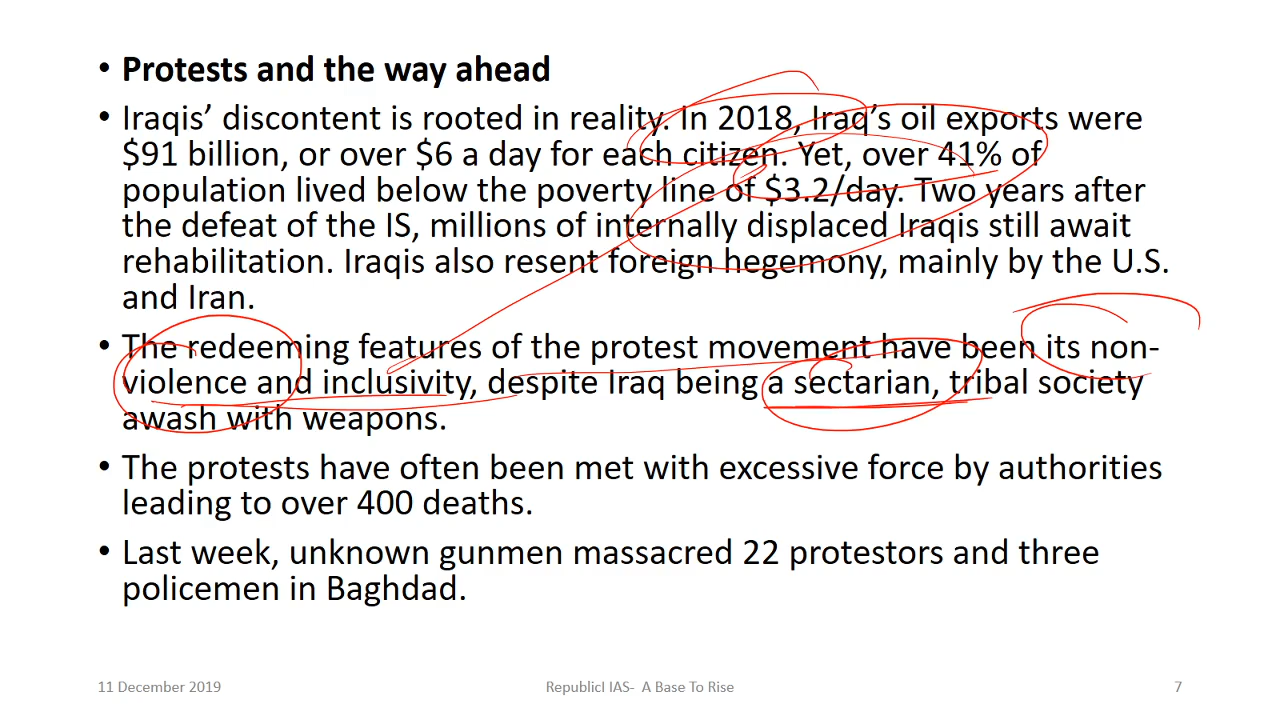 • Protests and the way ahead
• Iraqis’ discontent is rooted in reality. In 2018, Iraq’s oil exports were
$91 billion, or over $6 a day for each citizen. Yet, over 41% of
population lived below the poverty line of $3.2/day. Two years after
the defeat of the IS, millions of internally displaced Iraqis still await
rehabilitation. Iraqis also resent foreign hegemony, mainly by the U.S.
and Iran.
• The redeeming features of the protest movement have been its non-
violence and inclusivity, despite Iraq being a sectarian, tribal society
awash with weapons.
• The protests have often been met with excessive force by authorities
leading to over 400 deaths.
• Last week, unknown gunmen massacred 22 protestors and three
policemen in Baghdad.
11 December 2019
RepublicI IAS-  A Base To Rise
7